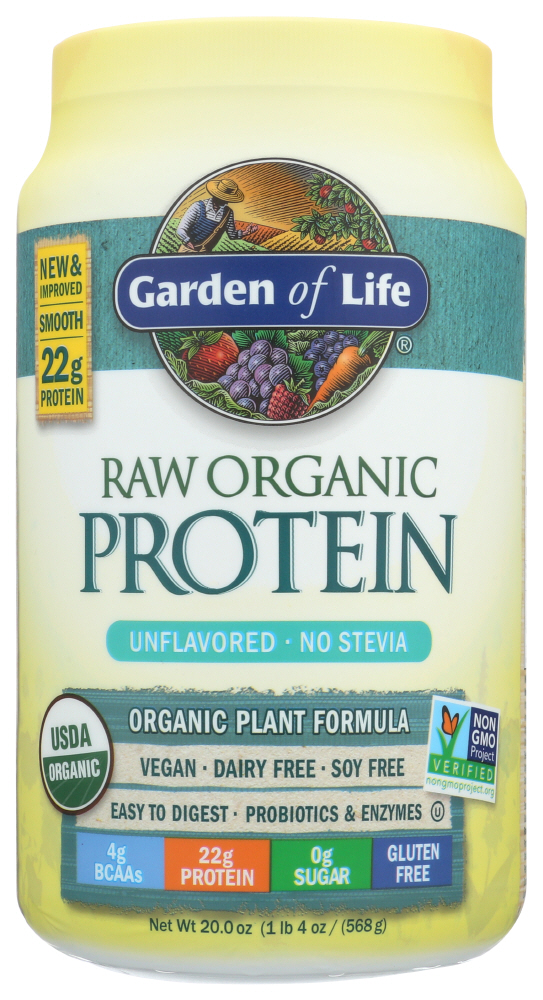 Garden of Life
®
NEW &
IMPROVED
SMOOTH
22g
PROTEIN
RAW ORGANIC
PROTEIN
UNFLAVORED · NO STEVIA
USDA
ORGANIC
ORGANIC PLANT FORMULA
VEGAN · DAIRY FREE · SOY FREE
EASY TO DIGEST · PROBIOTICS & ENZYMES Ⓤ
NON
GMO
Project
VERIFIED
nongmoproject.org
4g
BCAAs
22g
PROTEIN
0g
SUGAR
GLUTEN
FREE
Net Wt 20.0 oz (1 lb 4 oz / (568 g)